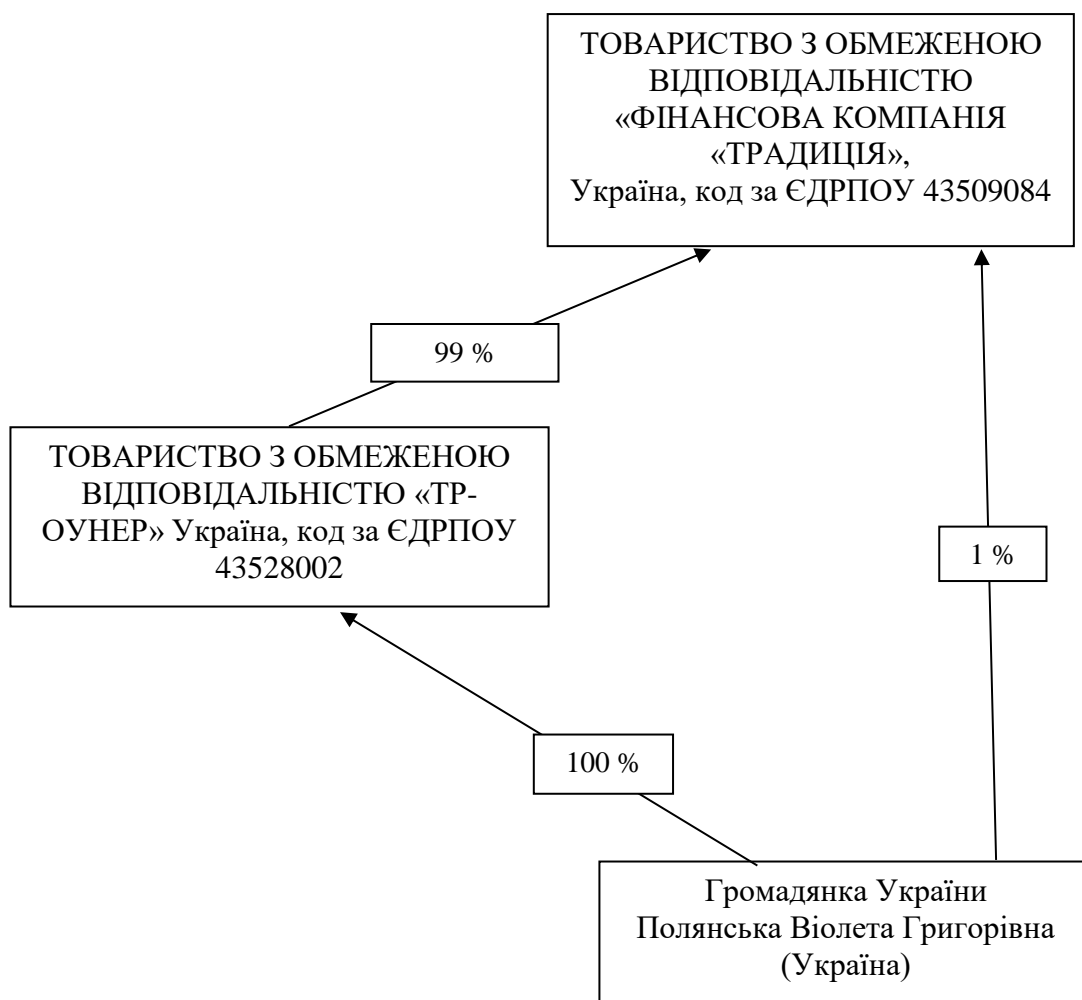 ТОВАРИСТВО З ОБМЕЖЕНОЮ
ВІДПОВІДАЛЬНІСТЮ
«ФІНАНСОВА КОМПАНІЯ
«ТРАДИЦІЯ»,
Україна, код за ЄДРПОУ 43509084
99 %
ТОВАРИСТВО З ОБМЕЖЕНОЮ
ВІДПОВІДАЛЬНІСТЮ «ТР-
ОУНЕР» Україна, код за ЄДРПОУ
43528002
1 %
100 %
Громадянка України
Полянська Віолета Григорівна
(Україна)